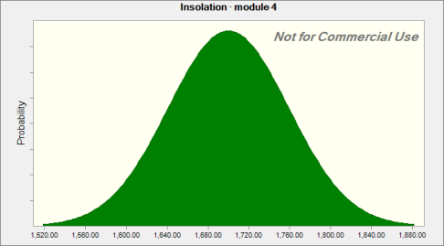 Insolation - module 4
Not for Commercial Use
Probability
1,520.00 1,560.00 1,600.00 1,640.00 1,680.00 1,720.00 1,760.00 1,800.00 1,840.00 1,880.00